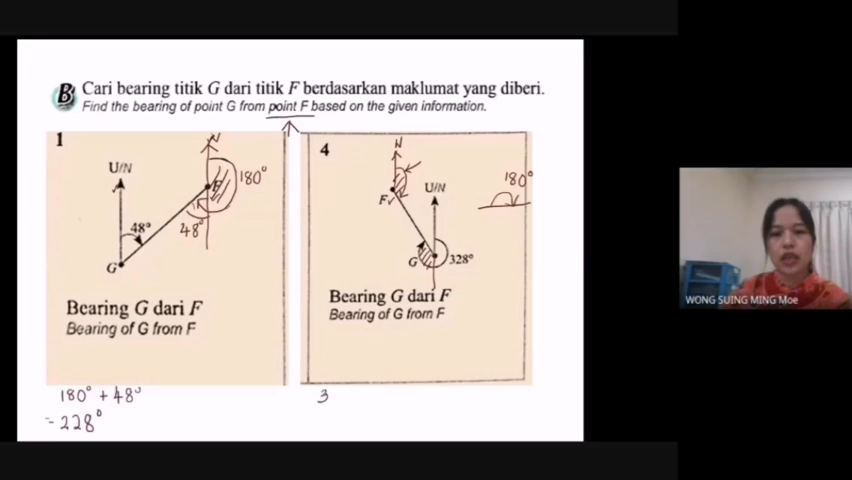 B Cari bearing titik G dari titik F berdasarkan maklumat yang diberi.
Find the bearing of point G from point F based on the given information.
1
N
U/N
F
180°
48°
48°
G
Bearing G dari F
Bearing of G from F
180° + 48°
= 228°
4
N
U/N
F
180°
G
328°
Bearing G dari F
Bearing of G from F
3
WONG SUING MING Moe